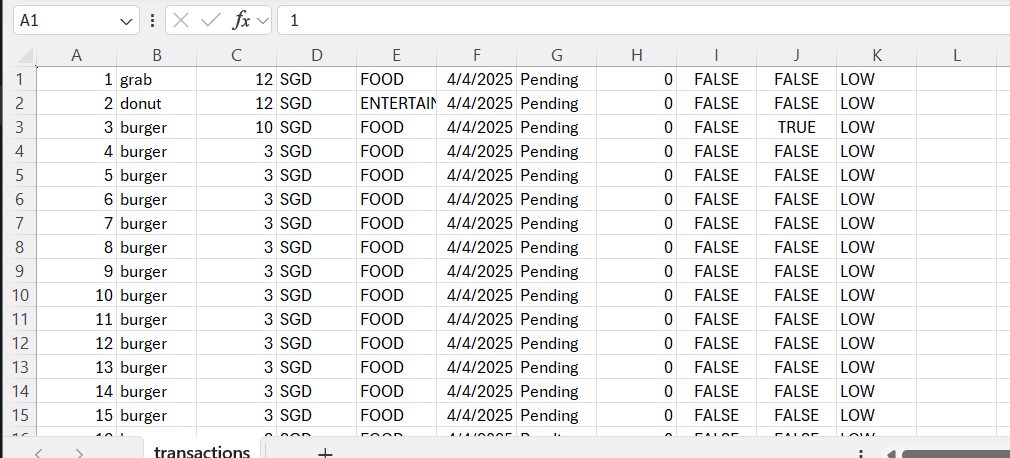 A1 fx 1
A B C D E F G H I J K L
1 1 grab 12 SGD FOOD 4/4/2025 Pending 0 FALSE FALSE LOW
2 2 donut 12 SGD ENTERTAIN 4/4/2025 Pending 0 FALSE FALSE LOW
3 3 burger 10 SGD FOOD 4/4/2025 Pending 0 FALSE TRUE LOW
4 4 burger 3 SGD FOOD 4/4/2025 Pending 0 FALSE FALSE LOW
5 5 burger 3 SGD FOOD 4/4/2025 Pending 0 FALSE FALSE LOW
6 6 burger 3 SGD FOOD 4/4/2025 Pending 0 FALSE FALSE LOW
7 7 burger 3 SGD FOOD 4/4/2025 Pending 0 FALSE FALSE LOW
8 8 burger 3 SGD FOOD 4/4/2025 Pending 0 FALSE FALSE LOW
9 9 burger 3 SGD FOOD 4/4/2025 Pending 0 FALSE FALSE LOW
10 10 burger 3 SGD FOOD 4/4/2025 Pending 0 FALSE FALSE LOW
11 11 burger 3 SGD FOOD 4/4/2025 Pending 0 FALSE FALSE LOW
12 12 burger 3 SGD FOOD 4/4/2025 Pending 0 FALSE FALSE LOW
13 13 burger 3 SGD FOOD 4/4/2025 Pending 0 FALSE FALSE LOW
14 14 burger 3 SGD FOOD 4/4/2025 Pending 0 FALSE FALSE LOW
15 15 burger 3 SGD FOOD 4/4/2025 Pending 0 FALSE FALSE LOW
transactions